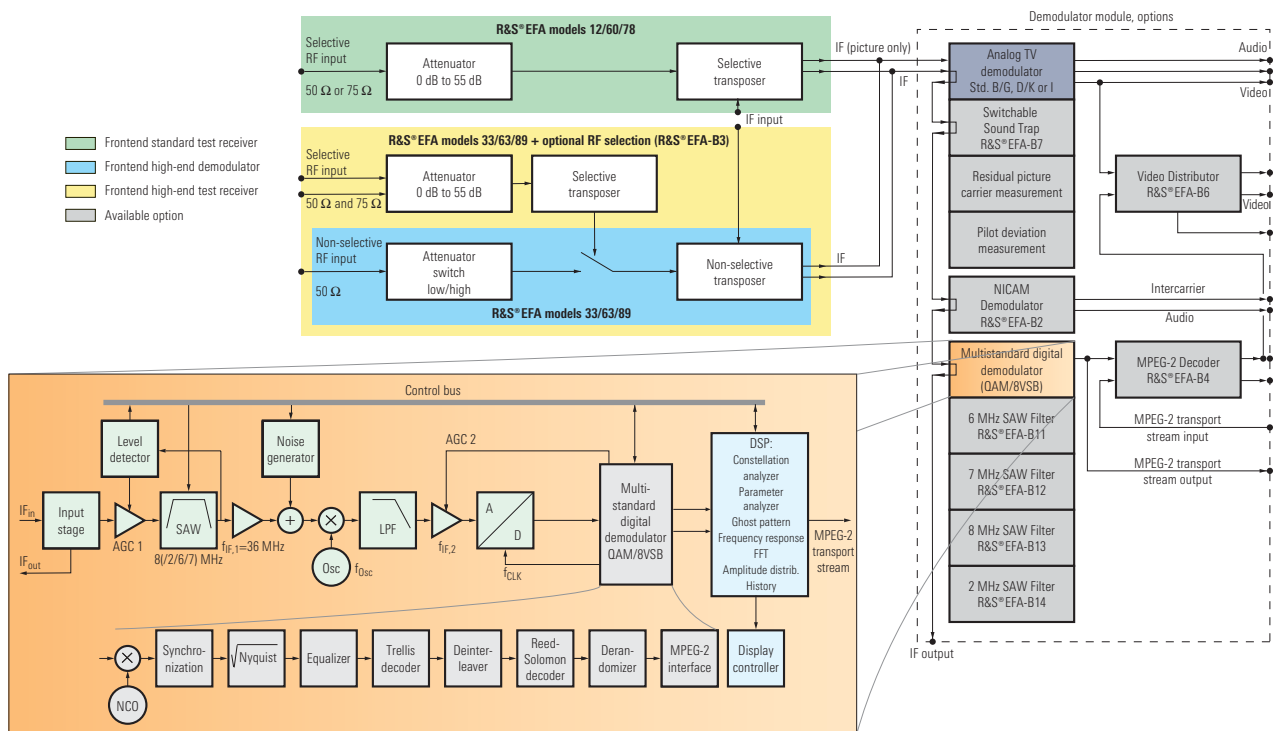 Demodulator module, options
R&S®EFA models 12/60/78
Selective
RF input
50 Ω or 75 Ω
Attenuator
0 dB to 55 dB
Selective
transposer
IF (picture only)
IF
IF input
Analog TV
demodulator
Std. B/G, D/K or I
Audio
Video
Switchable
Sound Trap
R&S®EFA-B7
Residual picture
carrier measurement
Pilot deviation
measurement
Video Distributor
R&S®EFA-B6
Video
Frontend standard test receiver
Frontend high-end demodulator
Frontend high-end test receiver
Available option
R&S®EFA models 33/63/89 + optional RF selection (R&S®EFA-B3)
Selective
RF input
50 Ω and 75 Ω
Attenuator
0 dB to 55 dB
Selective
transposer
Non-selective
RF input
50 Ω
Attenuator
switch
low/high
Non-selective
transposer
IF
R&S®EFA models 33/63/89
NICAM
Demodulator
R&S®EFA-B2
Intercarrier
Audio
Multistandard digital
demodulator
(QAM/8VSB)
MPEG-2 Decoder
R&S®EFA-B4
6 MHz SAW Filter
R&S®EFA-B11
MPEG-2 transport
stream input
7 MHz SAW Filter
R&S®EFA-B12
MPEG-2 transport
stream output
8 MHz SAW Filter
R&S®EFA-B13
2 MHz SAW Filter
R&S®EFA-B14
IF output
Control bus
Level
detector
Noise
generator
AGC 2
IFin
Input
stage
IFout
AGC 1
SAW
8(/2/6/7) MHz
fIF,1=36 MHz
+
×
Osc
fOsc
LPF
fIF,2
A
D
fCLK
Multi-
standard
digital
demodulator
QAM/8VSB
DSP:
Constellation
analyzer
Parameter
analyzer
Ghost pattern
Frequency response
FFT
Amplitude distrib.
History
MPEG-2
transport
stream
×
NCO
Synchro-
nization
√Nyquist
Equalizer
Trellis
decoder
Deinter-
leaver
Reed-
Solomon
decoder
Deran-
domizer
MPEG-2
interface
Display
controller